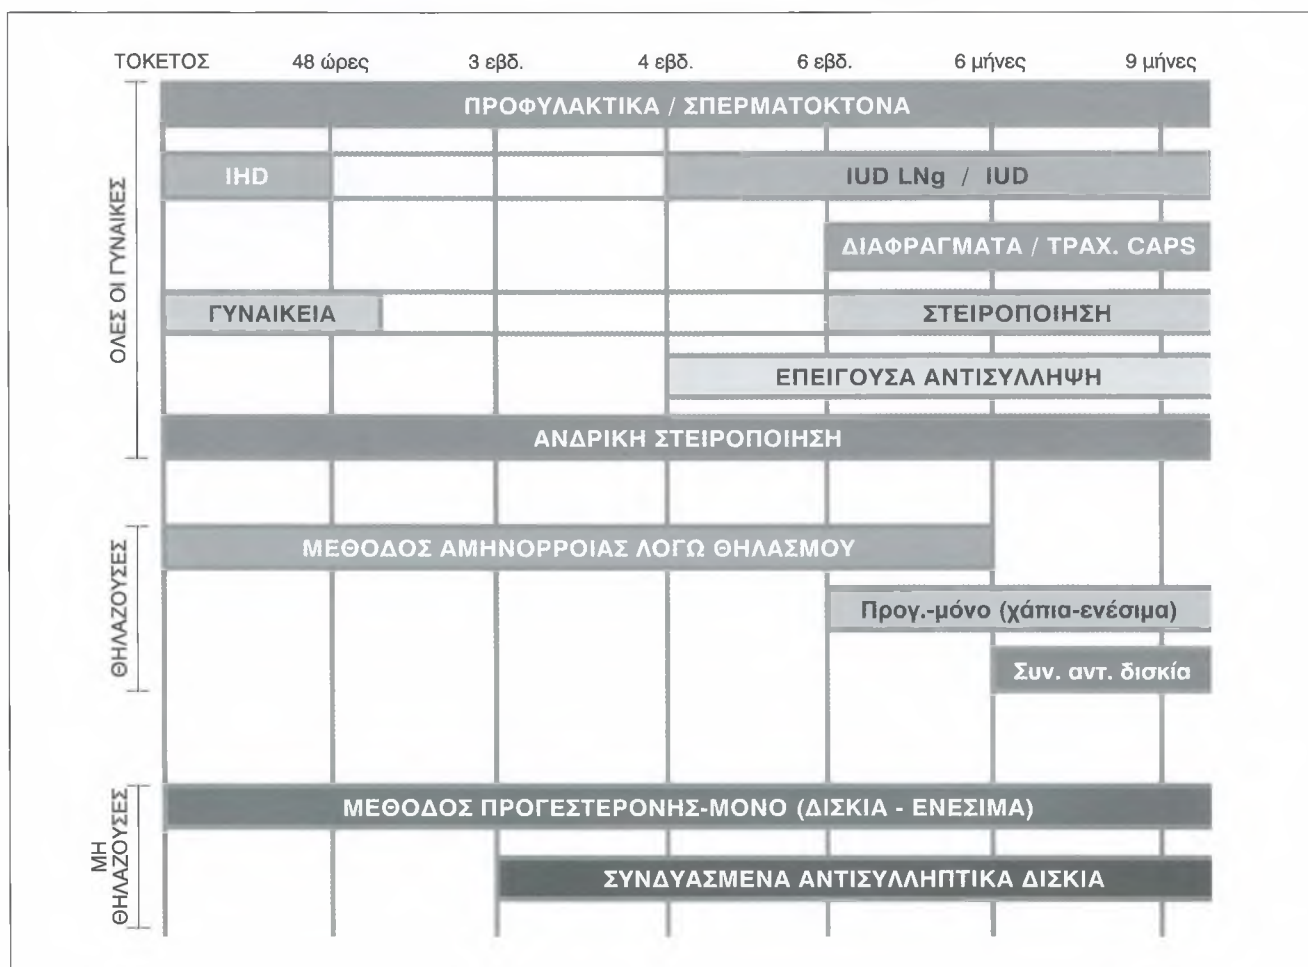 ΤΟΚΕΤΟΣ 48 ώρες 3 εβδ. 4 εβδ. 6 εβδ. 6 μήνες 9 μήνες
ΟΛΕΣ ΟΙ ΓΥΝΑΙΚΕΣ
ΠΡΟΦΥΛΑΚΤΙΚΑ / ΣΠΕΡΜΑΤΟΚΤΟΝΑ
IHD IUD LNg / IUD
ΔΙΑΦΡΑΓΜΑΤΑ / ΤΡΑΧ. CAPS
ΓΥΝΑΙΚΕΙΑ ΣΤΕΙΡΟΠΟΙΗΣΗ
ΕΠΕΙΓΟΥΣΑ ΑΝΤΙΣΥΛΛΗΨΗ
ΑΝΔΡΙΚΗ ΣΤΕΙΡΟΠΟΙΗΣΗ
ΘΗΛΑΖΟΥΣΕΣ
ΜΕΘΟΔΟΣ ΑΜΗΝΟΡΡΟΙΑΣ ΛΟΓΩ ΘΗΛΑΣΜΟΥ
Προγ.-μόνο (χάπια-ενέσιμα)
Συν. αντ. δισκία
ΜΗ
ΘΗΛΑΖΟΥΣΕΣ
ΜΕΘΟΔΟΣ ΠΡΟΓΕΣΤΕΡΟΝΗΣ-ΜΟΝΟ (ΔΙΣΚΙΑ - ΕΝΕΣΙΜΑ)
ΣΥΝΔΥΑΣΜΕΝΑ ΑΝΤΙΣΥΛΛΗΠΤΙΚΑ ΔΙΣΚΙΑ